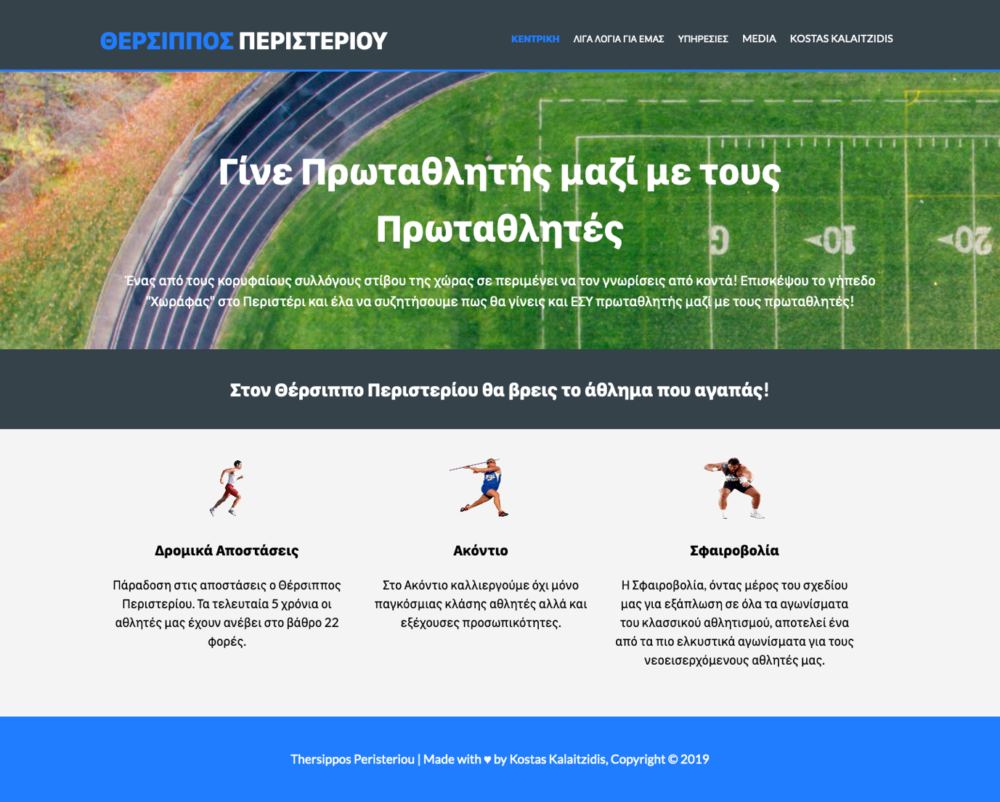 ΘΕΡΣΙΠΠΟΣ ΠΕΡΙΣΤΕΡΙΟΥ
ΚΕΝΤΡΙΚΗ ΛΙΓΑ ΛΟΓΙΑ ΓΙΑ ΕΜΑΣ ΥΠΗΡΕΣΙΕΣ MEDIA KOSTAS KALAITZIDIS
Γίνε Πρωταθλητής μαζί με τους
Πρωταθλητές
Ένας από τους κορυφαίους συλλόγους στίβου της χώρας σε περιμένει να τον γνωρίσεις από κοντά! Επισκέψου το γήπεδο
"Χωράφας" στο Περιστέρι και έλα να συζητήσουμε πως θα γίνεις και ΕΣΥ πρωταθλητής μαζί με τους πρωταθλητές!
G 10 20
Στον Θέρσιππο Περιστερίου θα βρεις το άθλημα που αγαπάς!
Δρομικά Αποστάσεις
Πάραδοση στις αποστάσεις ο Θέρσιππος
Περιστερίου. Τα τελευταία 5 χρόνια οι
αθλητές μας έχουν ανέβει στο βάθρο 22
φορές.
Ακόντιο
Στο Ακόντιο καλλιεργούμε όχι μόνο
παγκόσμιας κλάσης αθλητές αλλά και
εξέχουσες προσωπικότητες.
Σφαιροβολία
Η Σφαιροβολία, όντας μέρος του σχεδίου
μας για εξάπλωση σε όλα τα αγωνίσματα
του κλασσικού αθλητισμού, αποτελεί ένα
από τα πιο ελκυστικά αγωνίσματα για τους
νεοεισερχόμενους αθλητές μας.
Thersippos Peristeriou | Made with ♥ by Kostas Kalaitzidis, Copyright © 2019